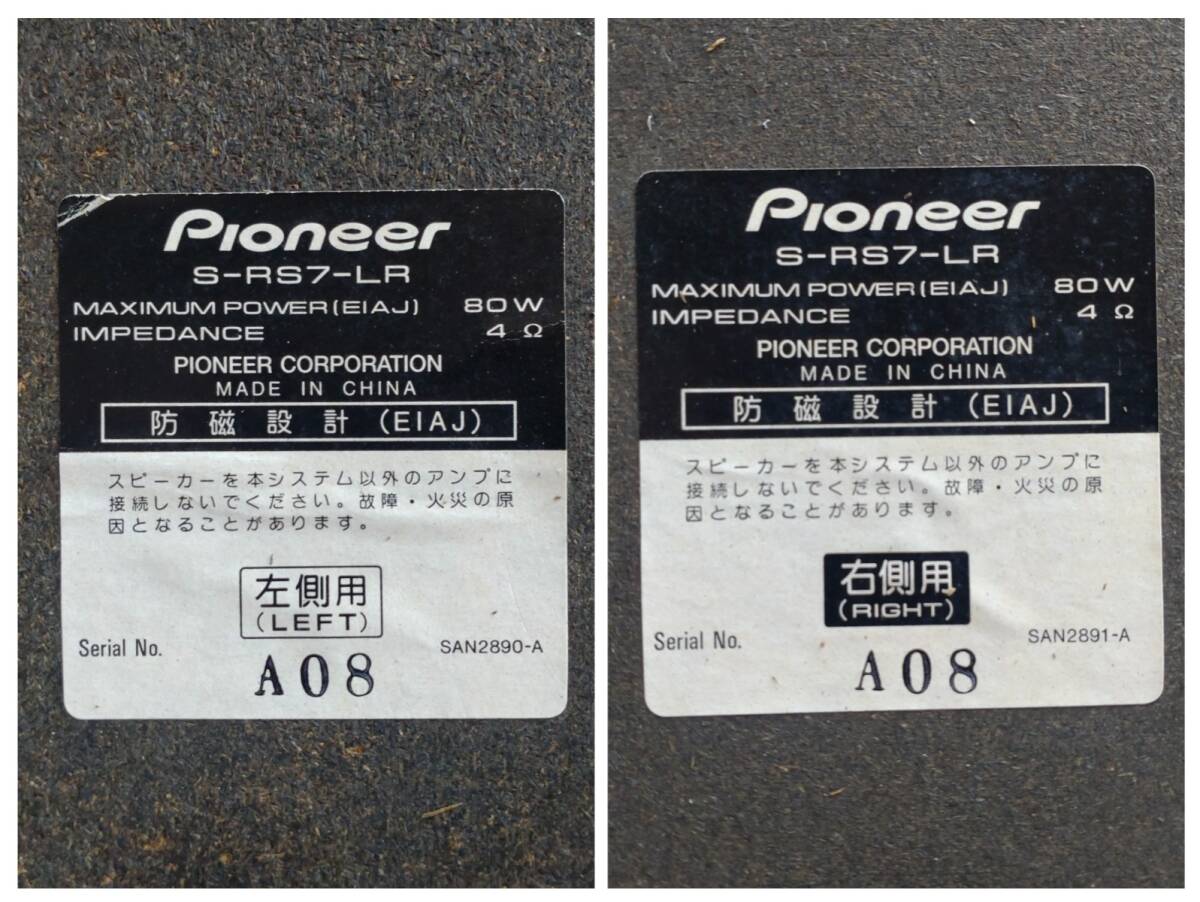 Pioneer
S-RS7-LR
MAXIMUM POWER(EIAJ) 80W
IMPEDANCE 4Ω
PIONEER CORPORATION
MADE IN CHINA
防磁設計(EIAJ)
スピーカーを本システム以外のアンプに
接続しないでください。故障・火災の原
因となることがあります。
左側用
(LEFT)
Serial No. SAN2890-A
A08
Pioneer
S-RS7-LR
MAXIMUM POWER(EIAJ) 80W
IMPEDANCE 4Ω
PIONEER CORPORATION
MADE IN CHINA
防磁設計(EIAJ)
スピーカーを本システム以外のアンプに
接続しないでください。故障・火災の原
因となることがあります。
右側用
(RIGHT)
Serial No. SAN2891-A
A08